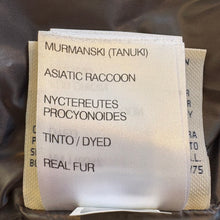 MURMANSKI (TANUKI)
ASIATIC RACCOON
NYCTEREUTES
PROCYONOIDES
TINTO / DYED
REAL FUR